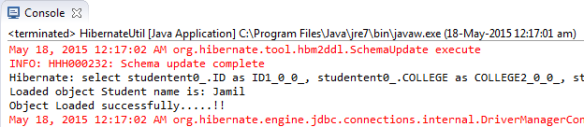 Console
<terminated> HibernateUtil [Java Application] C:\Program Files\Java\jre7\bin\javaw.exe (18-May-2015 12:17:01 am)
May 18, 2015 12:17:02 AM org.hibernate.tool.hbm2ddl.SchemaUpdate execute
INFO: HHH000232: Schema update complete
Hibernate: select studentent0_.ID as ID1_0_0_, studentent0_.COLLEGE as COLLEGE2_0_0_, st
Loaded object Student name is: Jamil
Object Loaded successfully.....!!
May 18, 2015 12:17:02 AM org.hibernate.engine.jdbc.connections.internal.DriverManagerCon